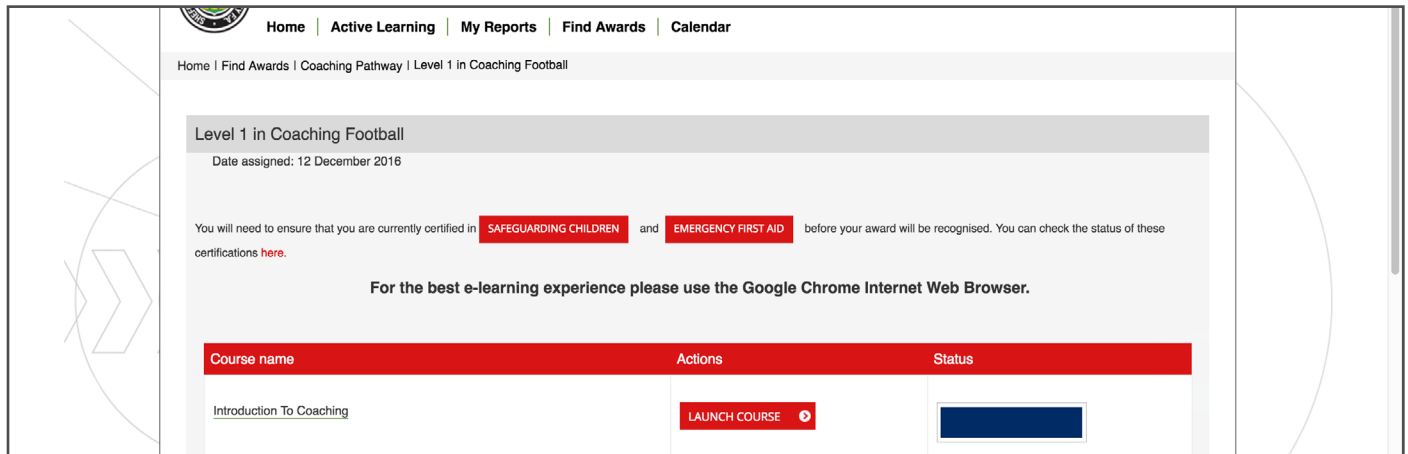 Home | Active Learning | My Reports | Find Awards | Calendar
Home | Find Awards | Coaching Pathway | Level 1 in Coaching Football
Level 1 in Coaching Football
Date assigned: 12 December 2016
You will need to ensure that you are currently certified in SAFEGUARDING CHILDREN and EMERGENCY FIRST AID before your award will be recognised. You can check the status of these
certifications here.
For the best e-learning experience please use the Google Chrome Internet Web Browser.
Course name Actions Status
Introduction To Coaching LAUNCH COURSE